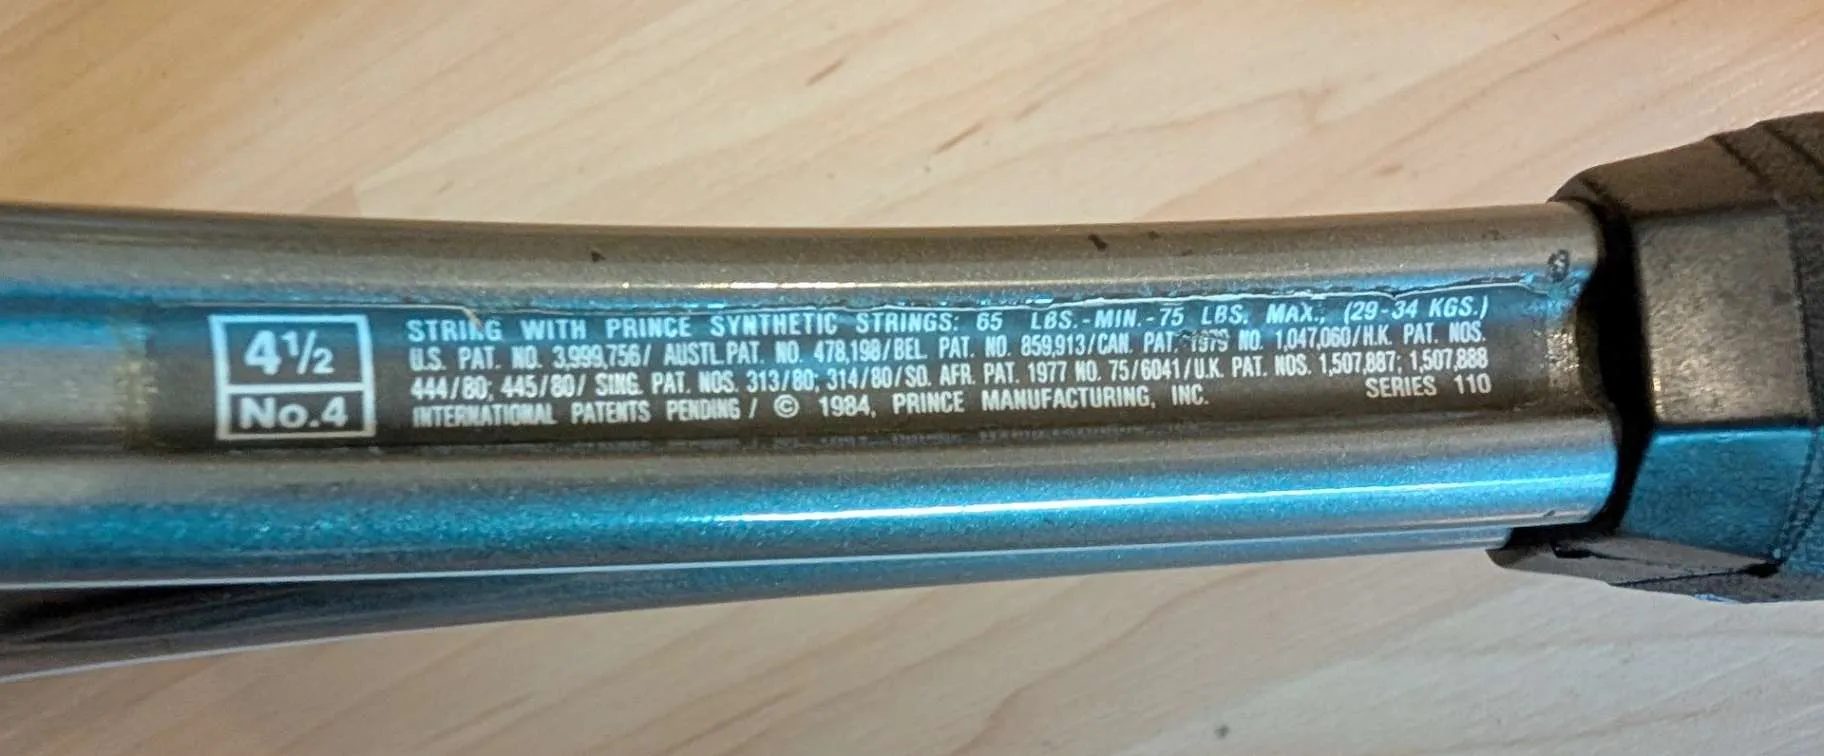 4½
No.4
STRING WITH PRINCE SYNTHETIC STRINGS: 65 LBS.-MIN.-75 LBS. MAX., (29-34 KGS.)
U.S. PAT. NO. 3,999,756/ AUSTL.PAT. NO. 478,198/BEL. PAT. NO. 859,913/CAN. PAT. 1979 NO. 1,047,060/H.K. PAT. NOS.
444/80; 445/80/ SING. PAT. NOS. 313/80; 314/80/SO. AFR. PAT. 1977 NO. 75/6041/U.K. PAT. NOS. 1,507,887; 1,507,888
INTERNATIONAL PATENTS PENDING / © 1984, PRINCE MANUFACTURING, INC. SERIES 110